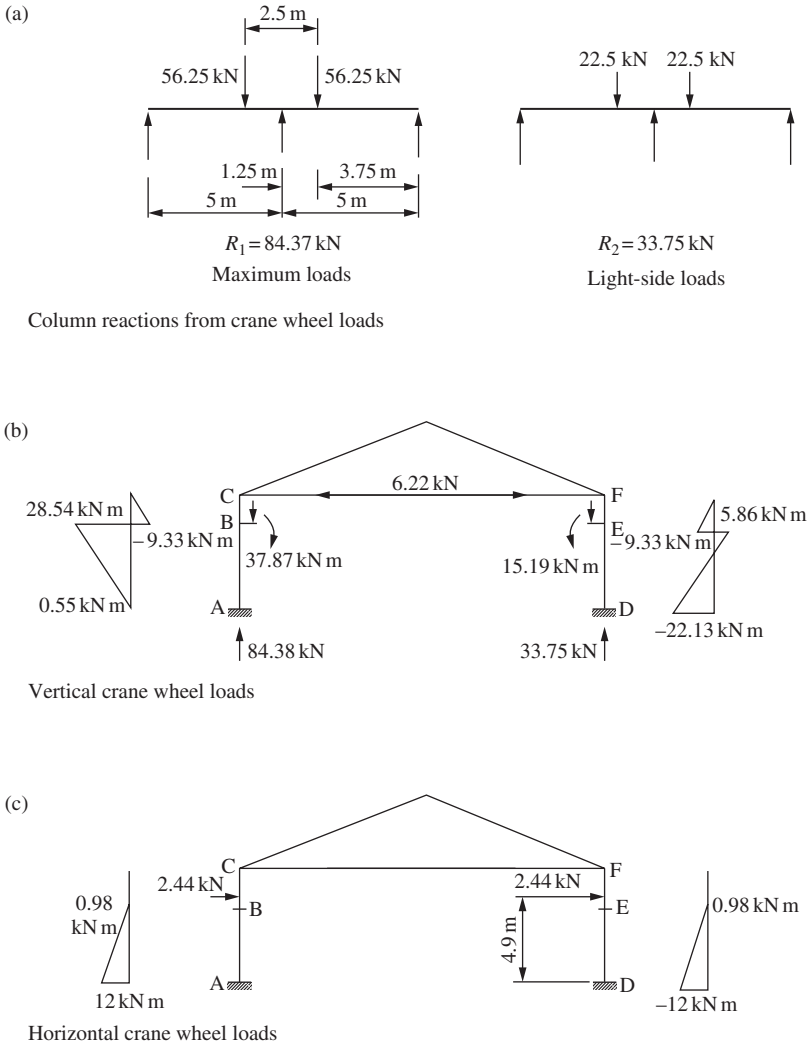 (a)
2.5 m
56.25 kN 56.25 kN
22.5 kN 22.5 kN
1.25 m 3.75 m
5 m 5 m
R1 = 84.37 kN
Maximum loads
R2 = 33.75 kN
Light-side loads
Column reactions from crane wheel loads
(b)
C 6.22 kN F
28.54 kN m
B
−9.33 kN m
37.87 kN m
0.55 kN m
A
84.38 kN
5.86 kN m
E
−9.33 kN m
15.19 kN m
D
−22.13 kN m
33.75 kN
Vertical crane wheel loads
(c)
C F
2.44 kN 2.44 kN
0.98
kN m
B E
0.98 kN m
4.9 m
A D
12 kN m
−12 kN m
Horizontal crane wheel loads